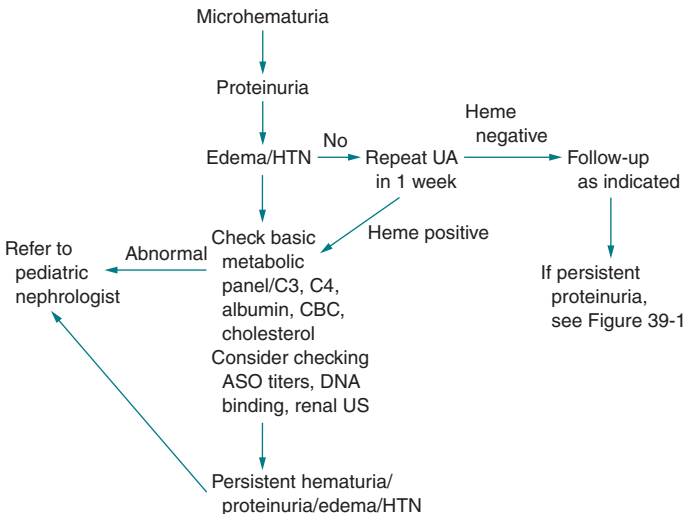 Microhematuria
Proteinuria
Edema/HTN
No
Repeat UA
in 1 week
Heme
negative
Follow-up
as indicated
If persistent
proteinuria,
see Figure 39-1
Heme positive
Check basic
metabolic
panel/C3, C4,
albumin, CBC,
cholesterol
Consider checking
ASO titers, DNA
binding, renal US
Abnormal
Refer to
pediatric
nephrologist
Persistent hematuria/
proteinuria/edema/HTN